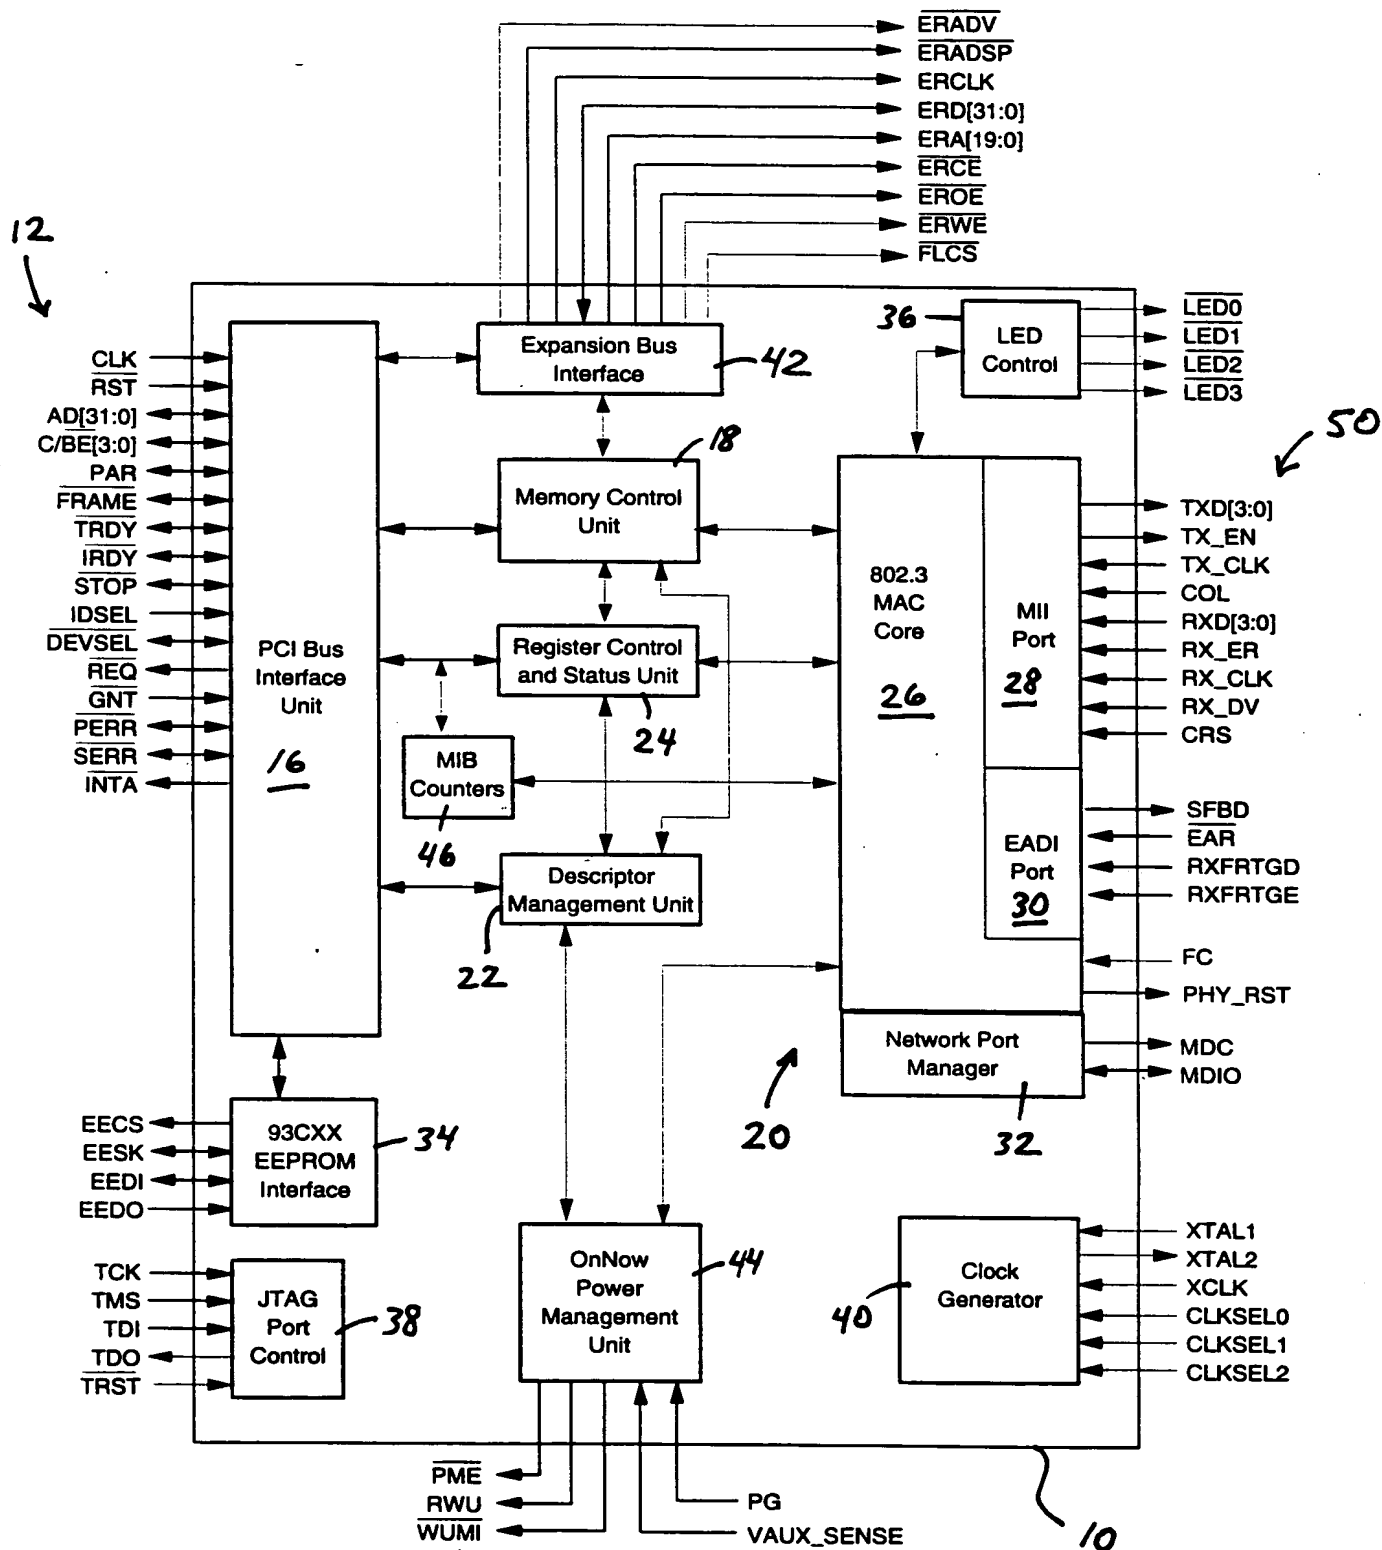 ERADV
ERADSP
ERCLK
ERD[31:0]
ERA[19:0]
ERCE
EROE
ERWE
FLCS
12
CLK
RST
AD[31:0]
C/BE[3:0]
PAR
FRAME
TRDY
IRDY
STOP
IDSEL
DEVSEL
REQ
GNT
PERR
SERR
INTA
PCI Bus
Interface
Unit
16
Expansion Bus
Interface
42
18
Memory Control
Unit
Register Control
and Status Unit
24
MIB
Counters
46
Descriptor
Management Unit
22
36
LED
Control
LED0
LED1
LED2
LED3
50
802.3
MAC
Core
26
MII
Port
28
EADI
Port
30
TXD[3:0]
TX_EN
TX_CLK
COL
RXD[3:0]
RX_ER
RX_CLK
RX_DV
CRS
SFBD
EAR
RXFRTGD
RXFRTGE
FC
PHY_RST
Network Port
Manager
32
MDC
MDIO
20
EECS
EESK
EEDI
EEDO
93CXX
EEPROM
Interface
34
TCK
TMS
TDI
TDO
TRST
JTAG
Port
Control
38
OnNow
Power
Management
Unit
44
Clock
Generator
40
XTAL1
XTAL2
XCLK
CLKSEL0
CLKSEL1
CLKSEL2
PME
RWU
WUMI
PG
VAUX_SENSE
10